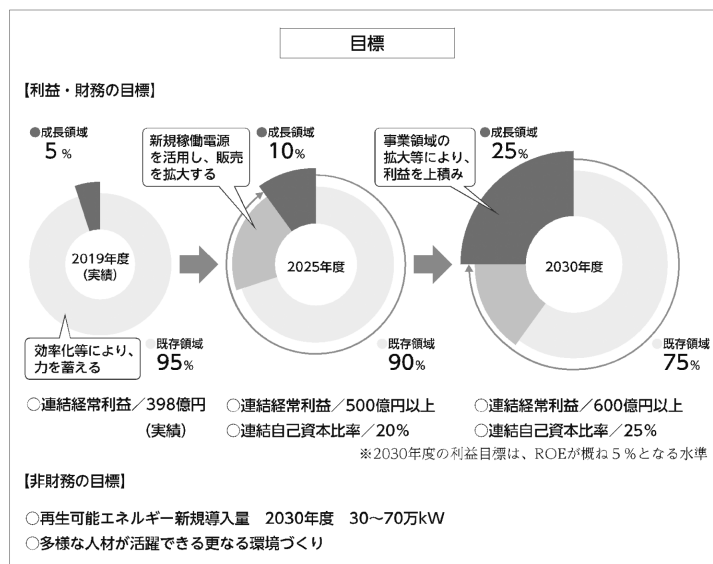 目標
【利益・財務の目標】
●成長領域
5%
新規稼働電源
を活用し、販売
を拡大する
●成長領域
10%
事業領域の
拡大等により、
利益を上積み
●成長領域
25%
2019年度
(実績)
2025年度
2030年度
効率化等により、
力を蓄える
●既存領域
95%
●既存領域
90%
●既存領域
75%
○連結経常利益/398億円
(実績)
○連結経常利益/500億円以上
○連結自己資本比率/20%
○連結経常利益/600億円以上
○連結自己資本比率/25%
※2030年度の利益目標は、ROEが概ね5%となる水準
【非財務の目標】
○再生可能エネルギー新規導入量 2030年度 30〜70万kW
○多様な人材が活躍できる更なる環境づくり